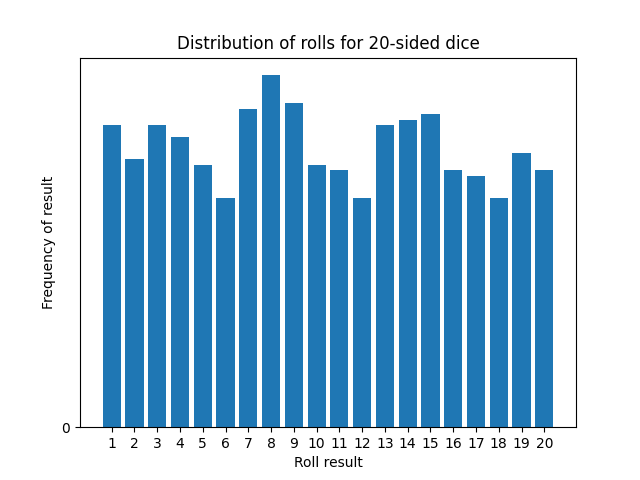 Distribution of rolls for 20-sided dice
Frequency of result
0
1 2 3 4 5 6 7 8 9 10 11 12 13 14 15 16 17 18 19 20
Roll result